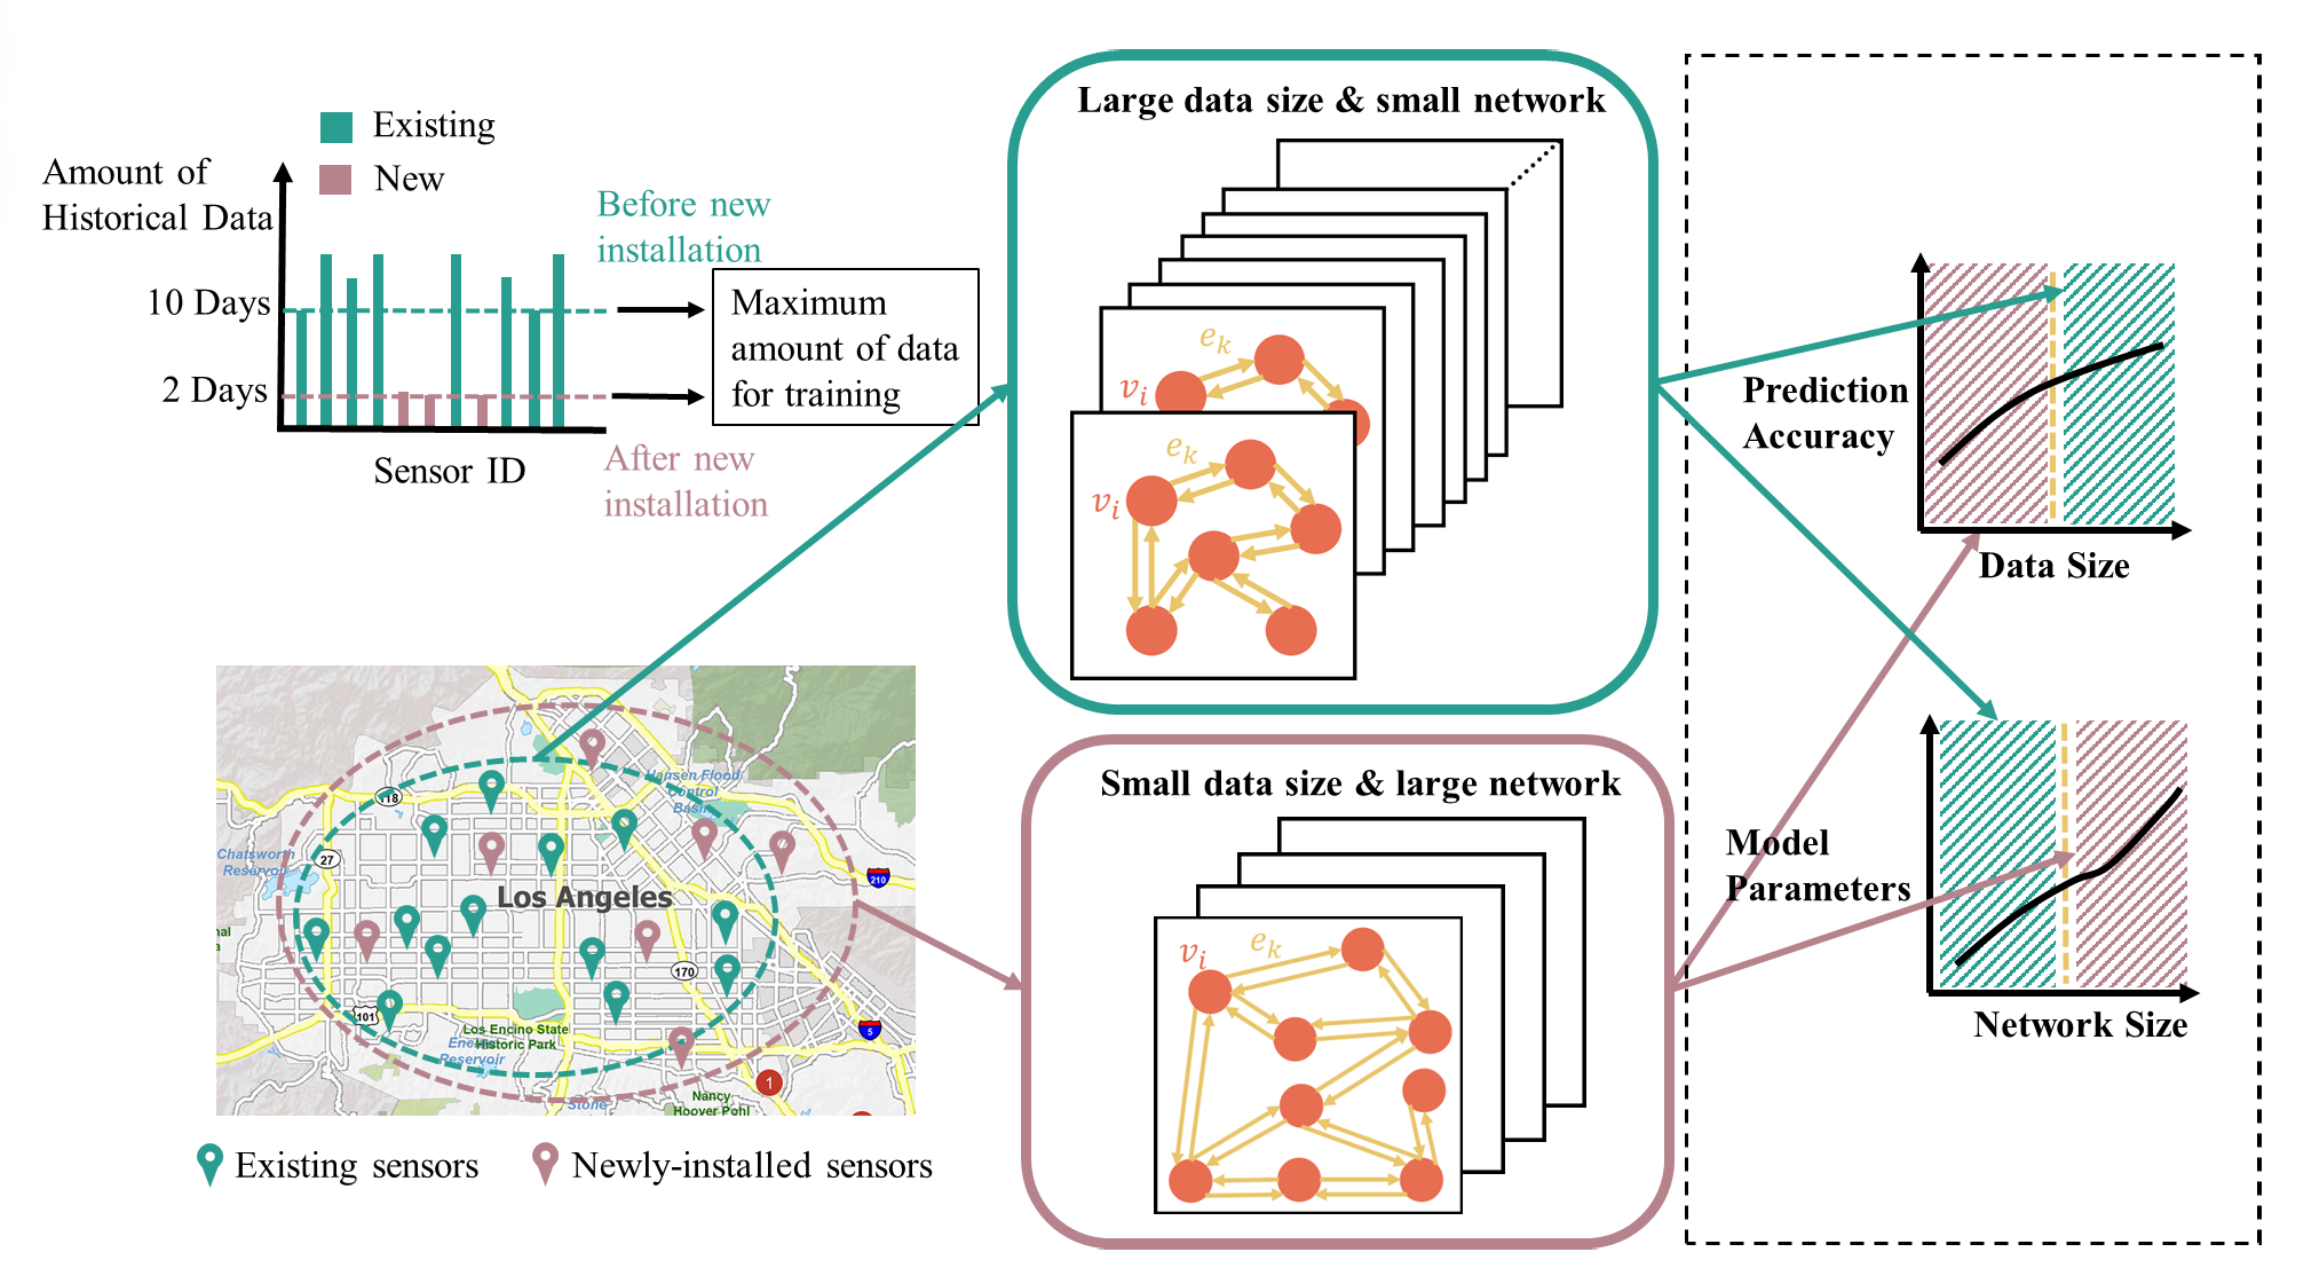 Existing
New
Amount of
Historical Data
10 Days
2 Days
Sensor ID
Before new
installation
After new
installation
Maximum
amount of data
for training
Large data size & small network
e_k
v_i
e_k
v_i
Prediction
Accuracy
Data Size
118
Hansen Flood
Control
Basin
Chatsworth
Reservoir
27
Los Angeles
210
170
101
Los Encino State
Historic Park
Reservoir
5
1
Nancy
Hoover Pohl
Stone
Existing sensors
Newly-installed sensors
Small data size & large network
v_i
e_k
Model
Parameters
Network Size